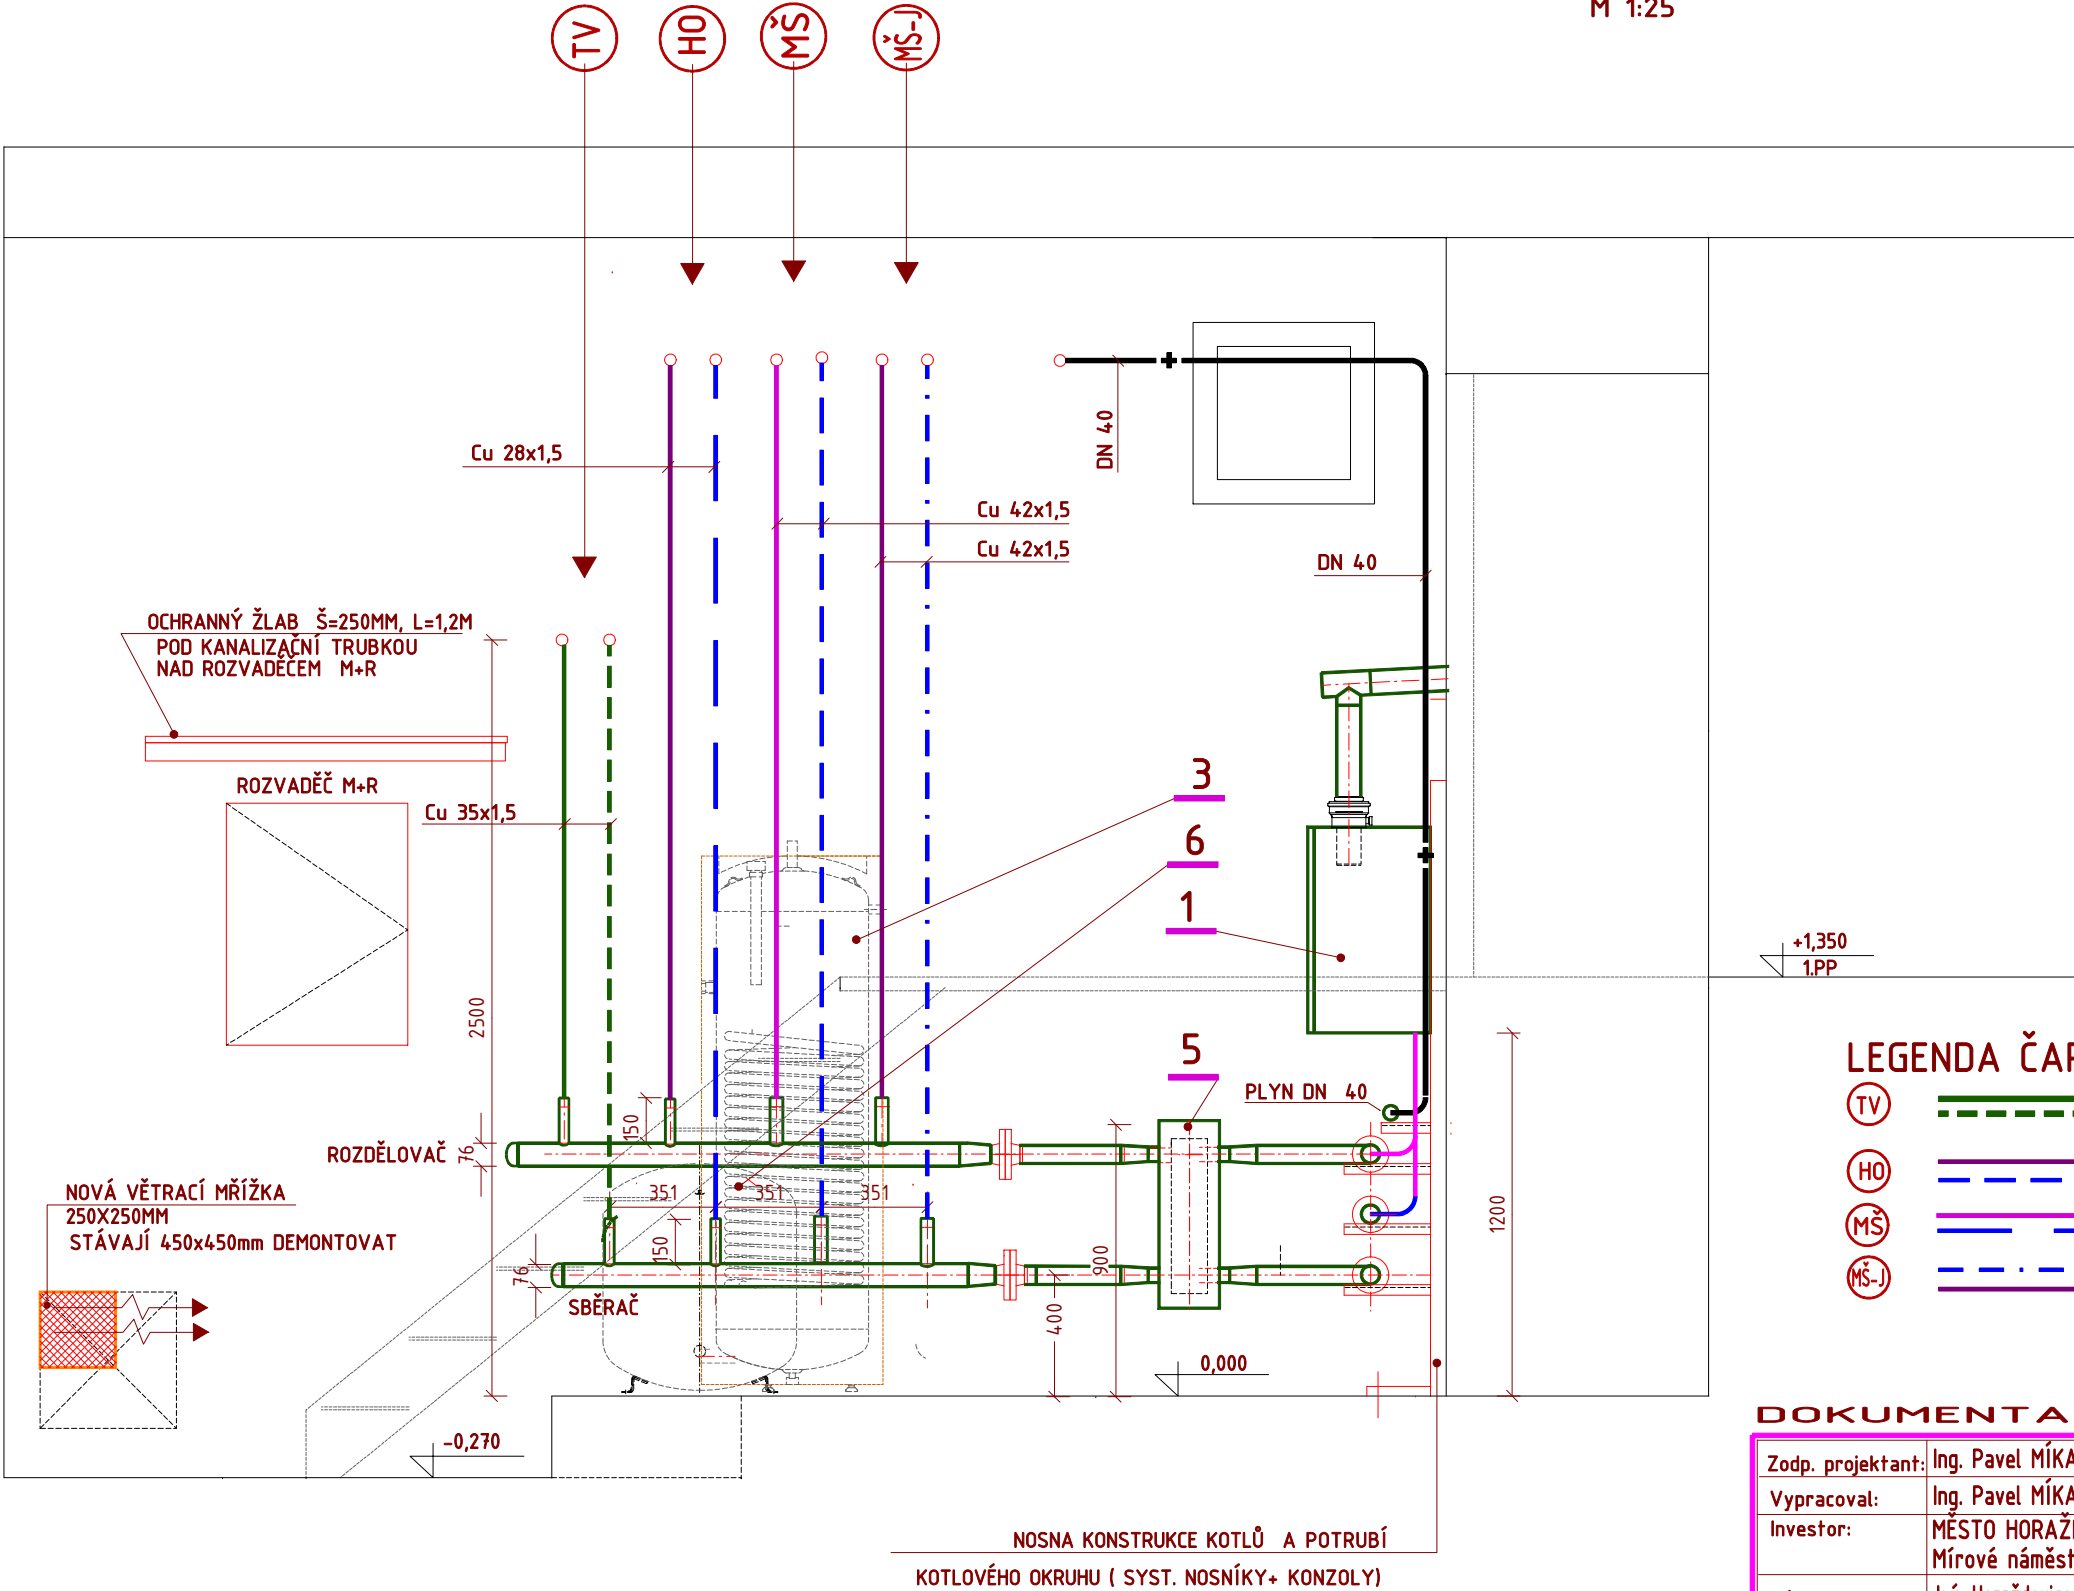 M 1:25
TV
HO
MŠ
MŠ-J
Cu 28x1,5
DN 40
Cu 42x1,5
Cu 42x1,5
DN 40
OCHRANNÝ ŽLAB Š=250MM, L=1,2M
POD KANALIZAČNÍ TRUBKOU
NAD ROZVADĚČEM M+R
ROZVADĚČ M+R
Cu 35x1,5
3
6
1
+1,350
1.PP
2500
5
PLYN DN 40
LEGENDA ČAR
TV
HO
MŠ
MŠ-J
150
ROZDĚLOVAČ
76
351
351
351
NOVÁ VĚTRACÍ MŘÍŽKA
250X250MM
STÁVAJÍ 450x450mm DEMONTOVAT
150
76
SBĚRAČ
900
400
1200
0,000
-0,270
DOKUMENTA
Zodp. projektant: Ing. Pavel MÍKA
Vypracoval: Ing. Pavel MÍKA
Investor: MĚSTO HORAŽ
Mírové náměst
NOSNA KONSTRUKCE KOTLŮ A POTRUBÍ
KOTLOVÉHO OKRUHU ( SYST. NOSNÍKY+ KONZOLY)